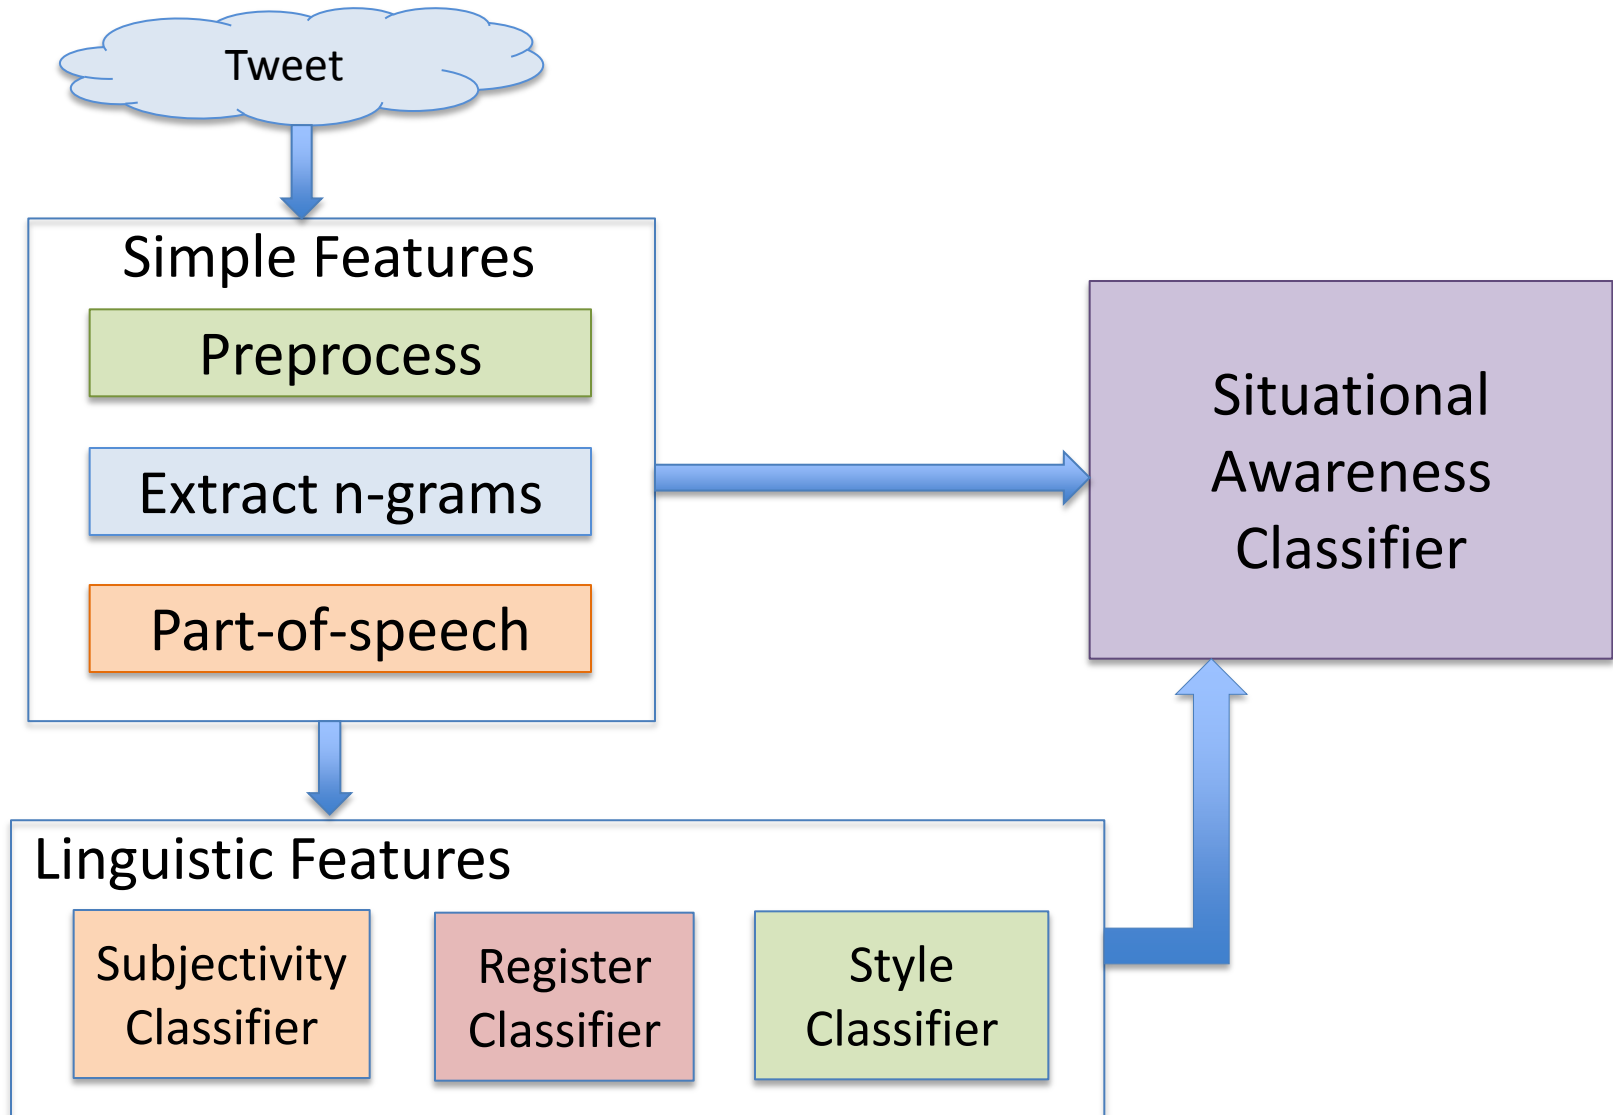 Tweet
Simple Features
Preprocess
Extract n-grams
Part-of-speech
Situational
Awareness
Classifier
Linguistic Features
Subjectivity
Classifier
Register
Classifier
Style
Classifier